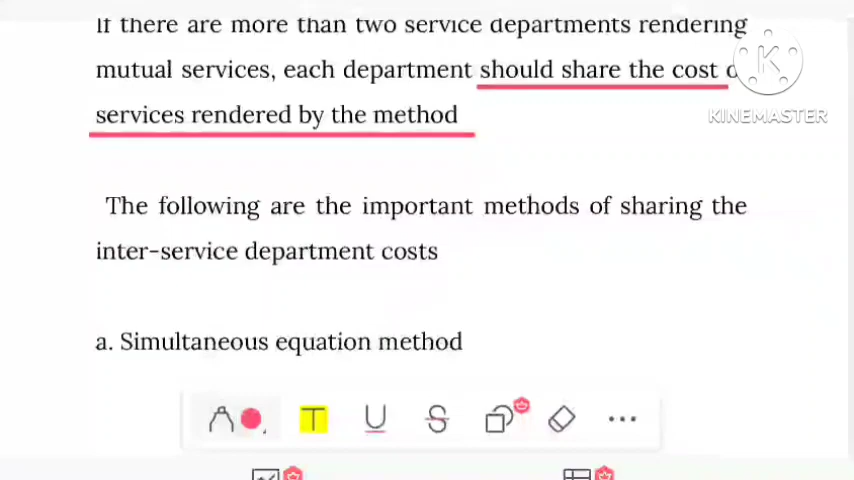 If there are more than two service departments rendering
mutual services, each department should share the cost
services rendered by the method
KINEMASTER
The following are the important methods of sharing the
inter-service department costs
a. Simultaneous equation method